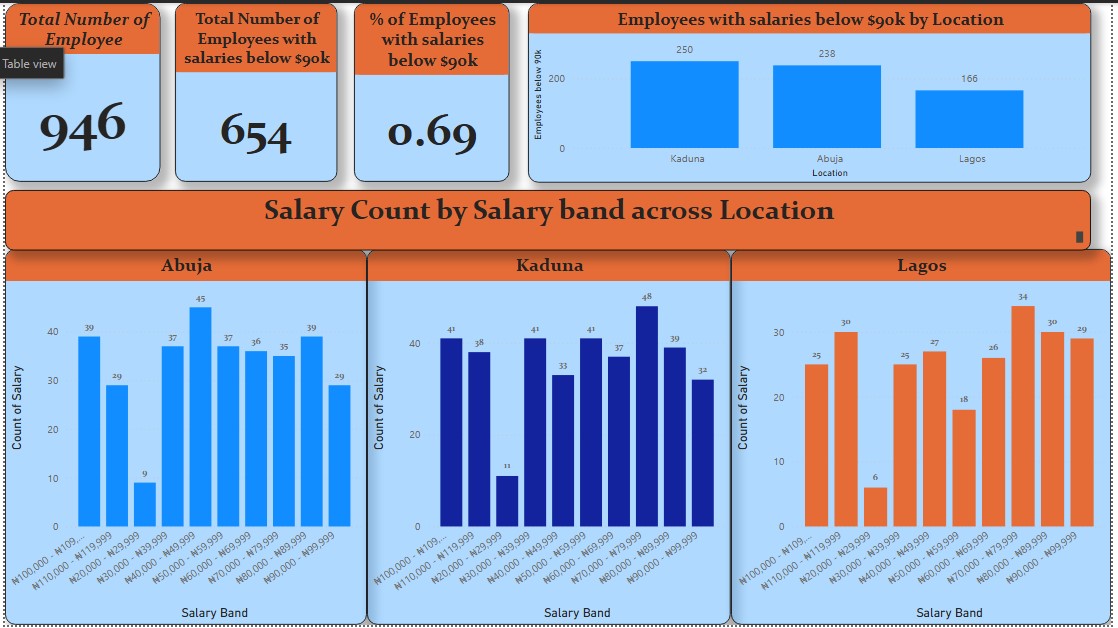 Total Number of
Employee
Table view
946
Total Number of
Employees with
salaries below $90k
654
% of Employees
with salaries
below $90k
0.69
Employees with salaries below $90k by Location
Employees below 90k
200
0
250
238
166
Kaduna
Abuja
Lagos
Location
Salary Count by Salary band across Location
Abuja
Count of Salary
40
30
20
10
0
39
29
9
37
45
37
36
35
39
29
₦100,000 - ₦109,...
₦110,000 - ₦119,999
₦20,000 - ₦29,999
₦30,000 - ₦39,999
₦40,000 - ₦49,999
₦50,000 - ₦59,999
₦60,000 - ₦69,999
₦70,000 - ₦79,999
₦80,000 - ₦89,999
₦90,000 - ₦99,999
Salary Band
Kaduna
Count of Salary
40
20
0
41
38
11
41
33
41
37
48
39
32
₦100,000 - ₦109,...
₦110,000 - ₦119,999
₦20,000 - ₦29,999
₦30,000 - ₦39,999
₦40,000 - ₦49,999
₦50,000 - ₦59,999
₦60,000 - ₦69,999
₦70,000 - ₦79,999
₦80,000 - ₦89,999
₦90,000 - ₦99,999
Salary Band
Lagos
Count of Salary
30
20
10
0
25
30
6
25
27
18
26
34
30
29
₦100,000 - ₦109,...
₦110,000 - ₦119,999
₦20,000 - ₦29,999
₦30,000 - ₦39,999
₦40,000 - ₦49,999
₦50,000 - ₦59,999
₦60,000 - ₦69,999
₦70,000 - ₦79,999
₦80,000 - ₦89,999
₦90,000 - ₦99,999
Salary Band